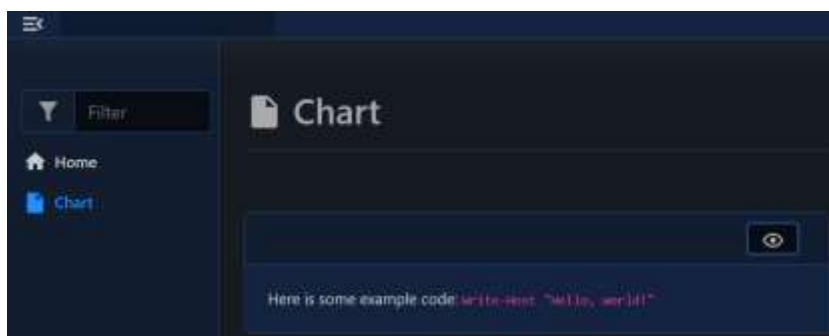 Filter
Chart
Home
Chart
Here is some example code: Write-Host "Hello, world!"